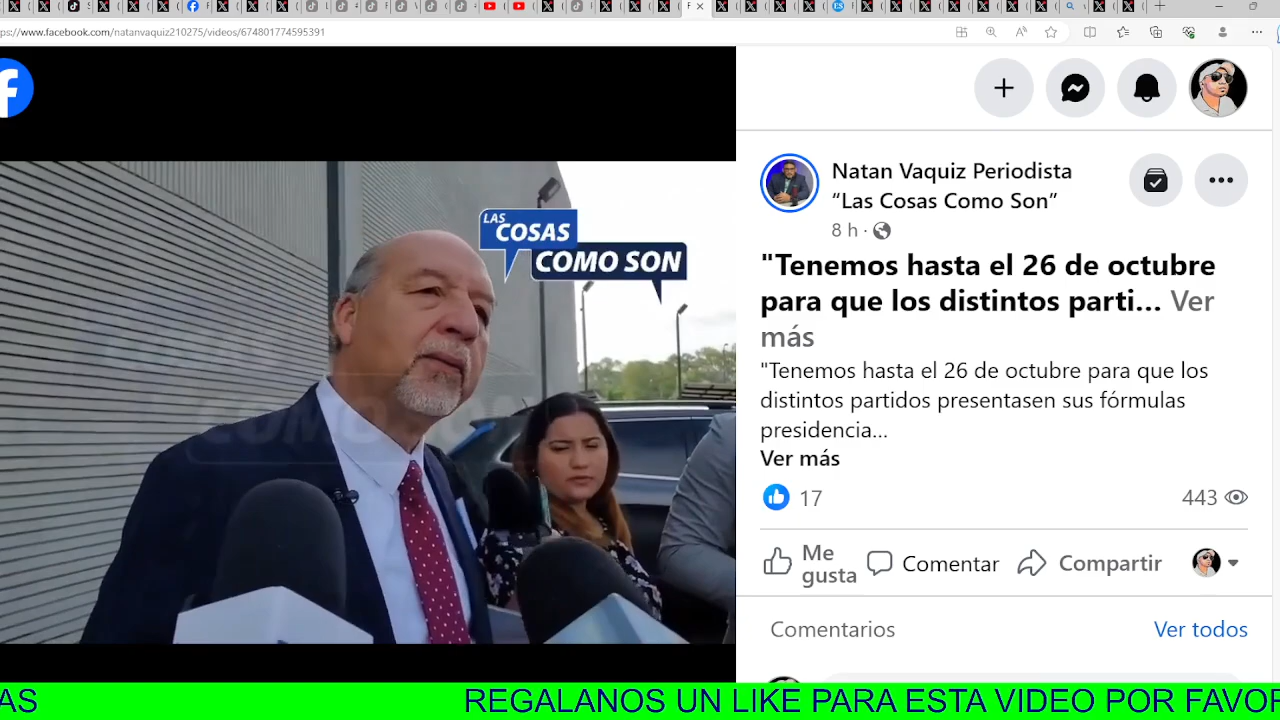 ps://www.facebook.com/natanvaquiz210275/videos/674801774595391
LAS
COSAS
COMO SON
Natan Vaquiz Periodista
“Las Cosas Como Son”
8 h ·
"Tenemos hasta el 26 de octubre
para que los distintos parti... Ver
más
"Tenemos hasta el 26 de octubre para que los
distintos partidos presentasen sus fórmulas
presidencia...
Ver más
17
443
Me
gusta
Comentar
Compartir
Comentarios
Ver todos
AS REGALANOS UN LIKE PARA ESTA VIDEO POR FAVOR